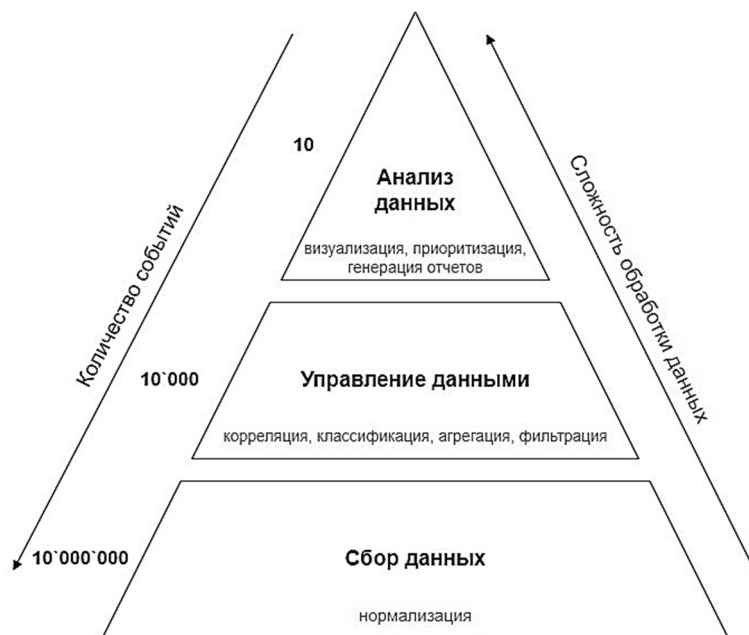 10
Анализ
данных
визуализация, приоритизация,
генерация отчетов
Количество событий
Сложность обработки данных
10`000
Управление данными
корреляция, классификация, агрегация, фильтрация
10`000`000
Сбор данных
нормализация